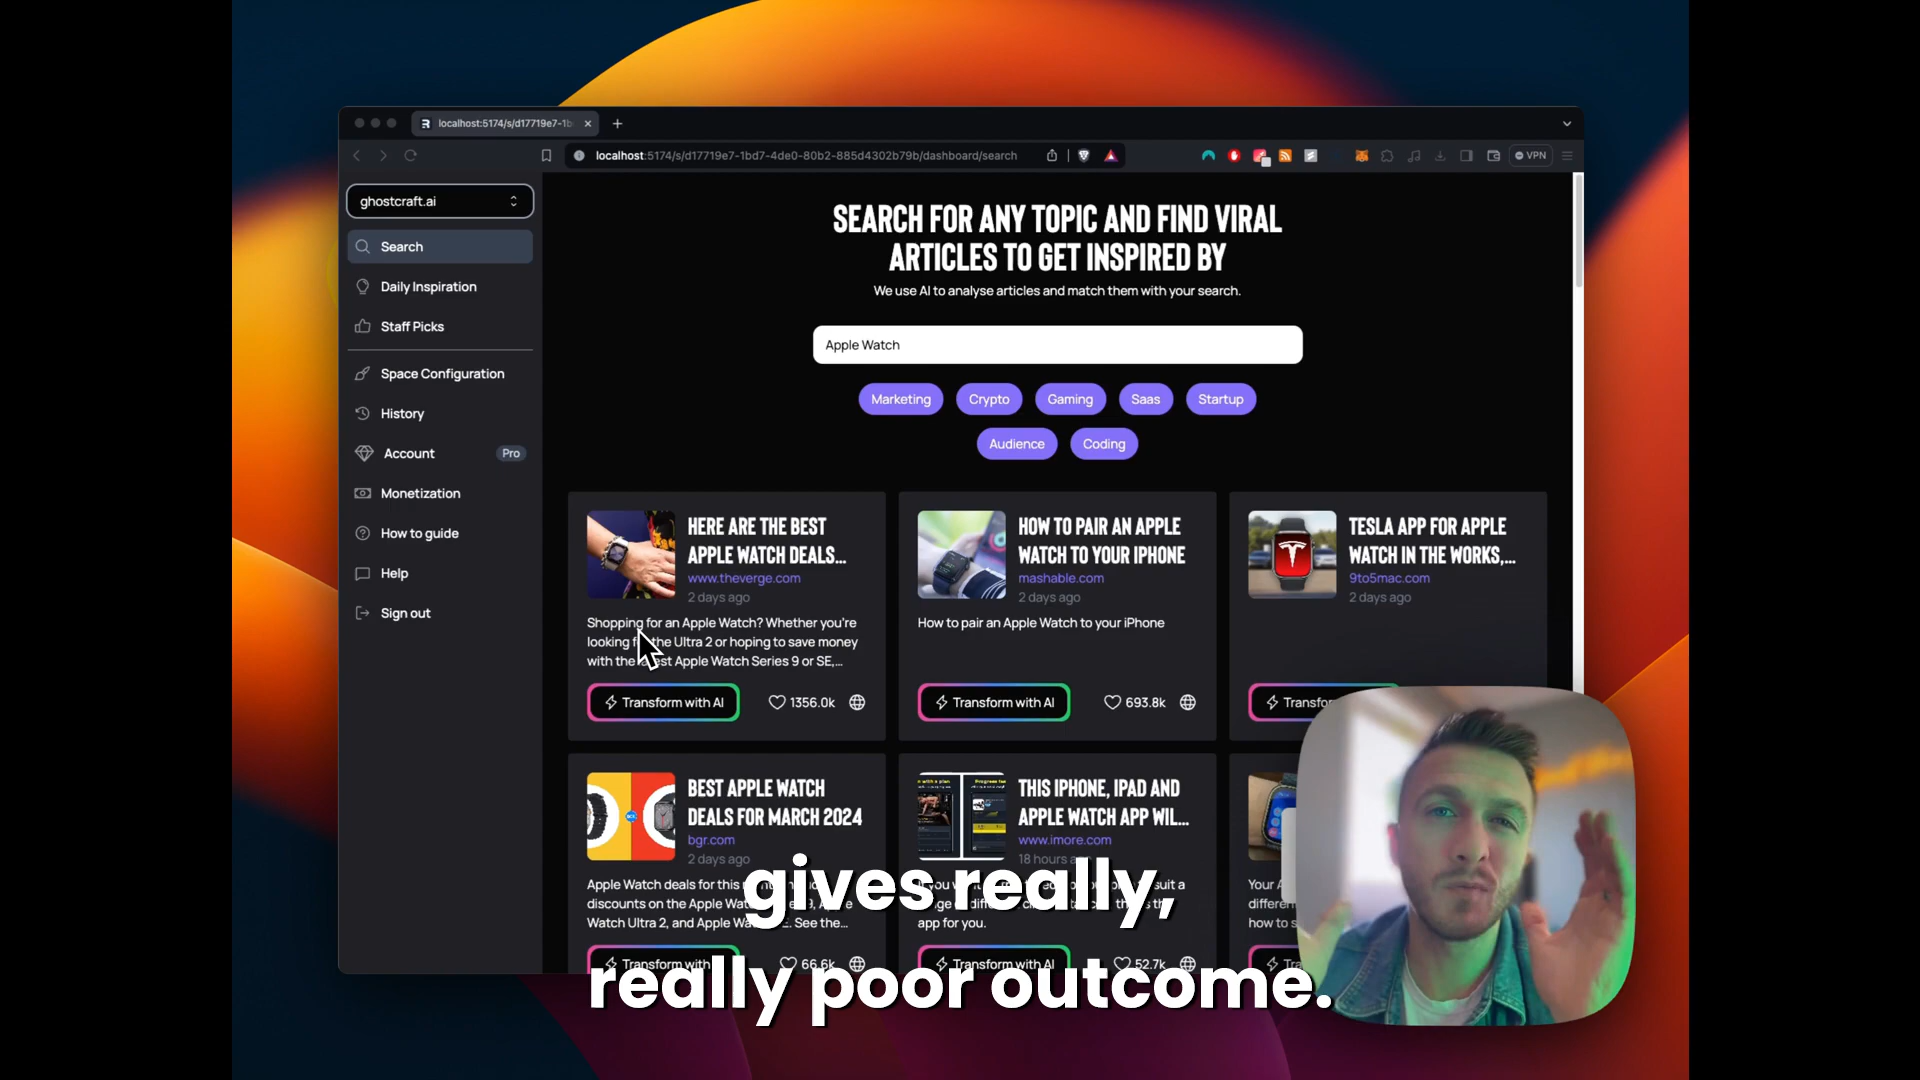 localhost:5174/s/d17719e7-1b
localhost:5174/s/d17719e7-1bd7-4de0-80b2-885d4302b79b/dashboard/search
VPN
ghostcraft.ai
Search
Daily Inspiration
Staff Picks
Space Configuration
History
Account
Pro
Monetization
How to guide
Help
Sign out
SEARCH FOR ANY TOPIC AND FIND VIRAL
ARTICLES TO GET INSPIRED BY
We use AI to analyse articles and match them with your search.
Apple Watch
Marketing
Crypto
Gaming
Saas
Startup
Audience
Coding
HERE ARE THE BEST
APPLE WATCH DEALS...
www.theverge.com
2 days ago
Shopping for an Apple Watch? Whether you're
looking the Ultra 2 or hoping to save money
with the Apple Watch Series 9 or SE,...
Transform with AI
1356.0k
HOW TO PAIR AN APPLE
WATCH TO YOUR IPHONE
mashable.com
2 days ago
How to pair an Apple Watch to your iPhone
Transform with AI
693.8k
TESLA APP FOR APPLE
WATCH IN THE WORKS,...
9to5mac.com
2 days ago
BEST APPLE WATCH
DEALS FOR MARCH 2024
bgr.com
2 days ago
Apple Watch deals for this
discounts on the Apple
Watch Ultra 2, and Apple See the...
Transform with
66.6k
THIS IPHONE, IPAD AND
APPLE WATCH APP WIL...
www.imore.com
18 hours
app for you.
Transform with AI
52.7k
Your
how to
gives really,
really poor outcome.